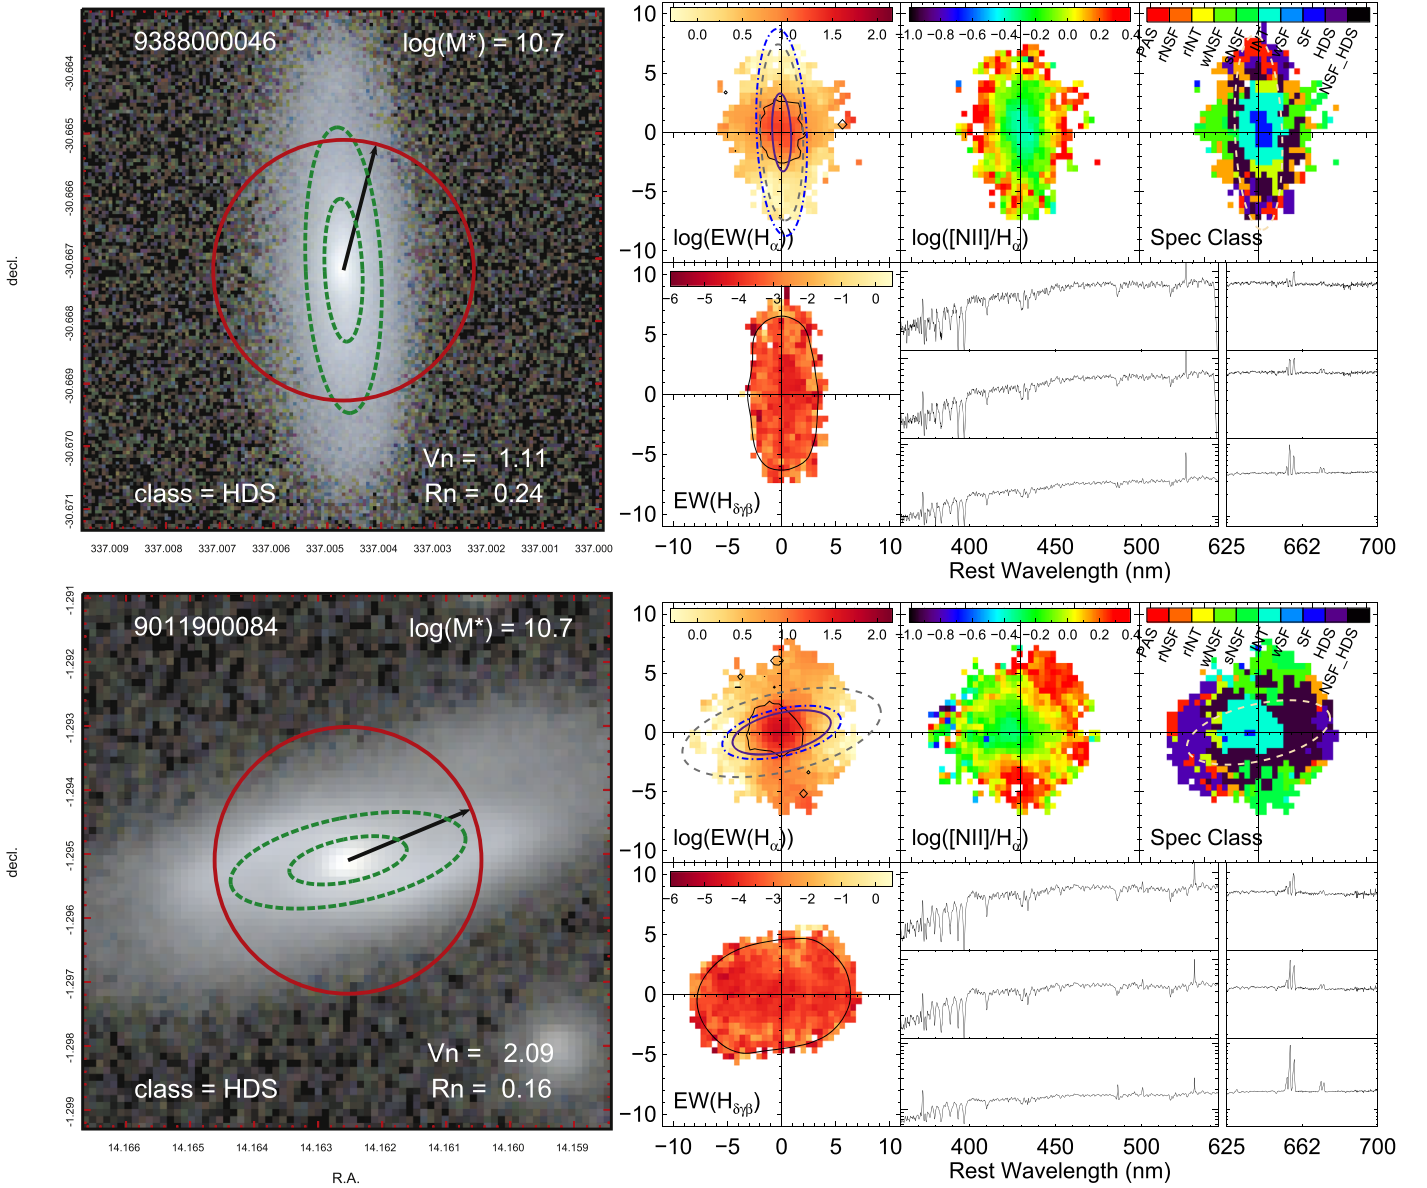 9388000046
log(M*) = 10.7
Vn = 1.11
class = HDS
Rn = 0.24
decl.
-30.664
-30.665
-30.666
-30.667
-30.668
-30.669
-30.670
-30.671
337.009 337.008 337.007 337.006 337.005 337.004 337.003 337.002 337.001 337.000
10
5
0
−5
−10
0.0 0.5 1.0 1.5 2.0
log(EW(Hα))
-1.0 -0.8 -0.6 -0.4 -0.2 0.0 0.2 0.4
log([NII]/Hα)
PAS rNSF rINT wNSF sNSF INT wSF SF HDS NSF_HDS
Spec Class
10
5
0
−5
−10
−6 −5 −4 −3 −2 −1 0
EW(Hδγβ)
−10 −5 0 5 10
400 450 500 625 662 700
Rest Wavelength (nm)
9011900084
log(M*) = 10.7
Vn = 2.09
class = HDS
Rn = 0.16
decl.
-1.291
-1.292
-1.293
-1.294
-1.295
-1.296
-1.297
-1.298
-1.299
14.166 14.165 14.164 14.163 14.162 14.161 14.160 14.159
R.A.
10
5
0
−5
−10
0.0 0.5 1.0 1.5 2.0
log(EW(Hα))
-1.0 -0.8 -0.6 -0.4 -0.2 0.0 0.2 0.4
log([NII]/Hα)
PAS rNSF rINT wNSF sNSF INT wSF SF HDS NSF_HDS
Spec Class
10
5
0
−5
−10
−6 −5 −4 −3 −2 −1 0
EW(Hδγβ)
−10 −5 0 5 10
400 450 500 625 662 700
Rest Wavelength (nm)